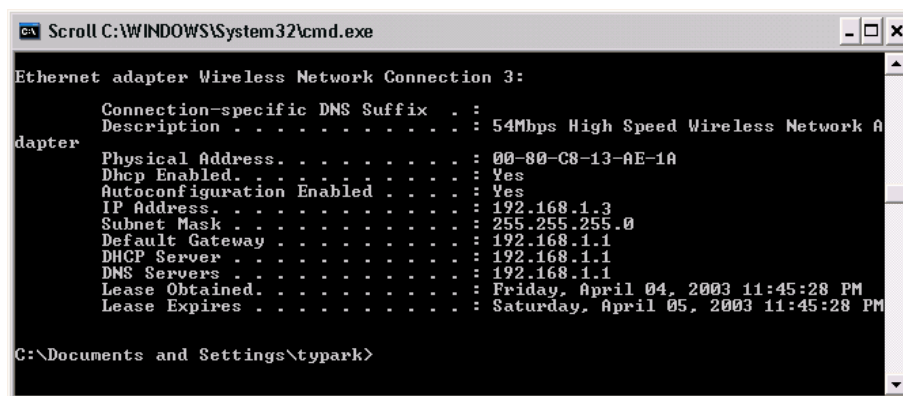 Scroll C:\WINDOWS\System32\cmd.exe
Ethernet adapter Wireless Network Connection 3:
Connection-specific DNS Suffix  . :
Description . . . . . . . . . . . : 54Mbps High Speed Wireless Network A
dapter
Physical Address. . . . . . . . . : 00-80-C8-13-AE-1A
Dhcp Enabled. . . . . . . . . . . : Yes
Autoconfiguration Enabled . . . . : Yes
IP Address. . . . . . . . . . . . : 192.168.1.3
Subnet Mask . . . . . . . . . . . : 255.255.255.0
Default Gateway . . . . . . . . . : 192.168.1.1
DHCP Server . . . . . . . . . . . : 192.168.1.1
DNS Servers . . . . . . . . . . . : 192.168.1.1
Lease Obtained. . . . . . . . . . : Friday, April 04, 2003 11:45:28 PM
Lease Expires . . . . . . . . . . : Saturday, April 05, 2003 11:45:28 PM
C:\Documents and Settings\typark>